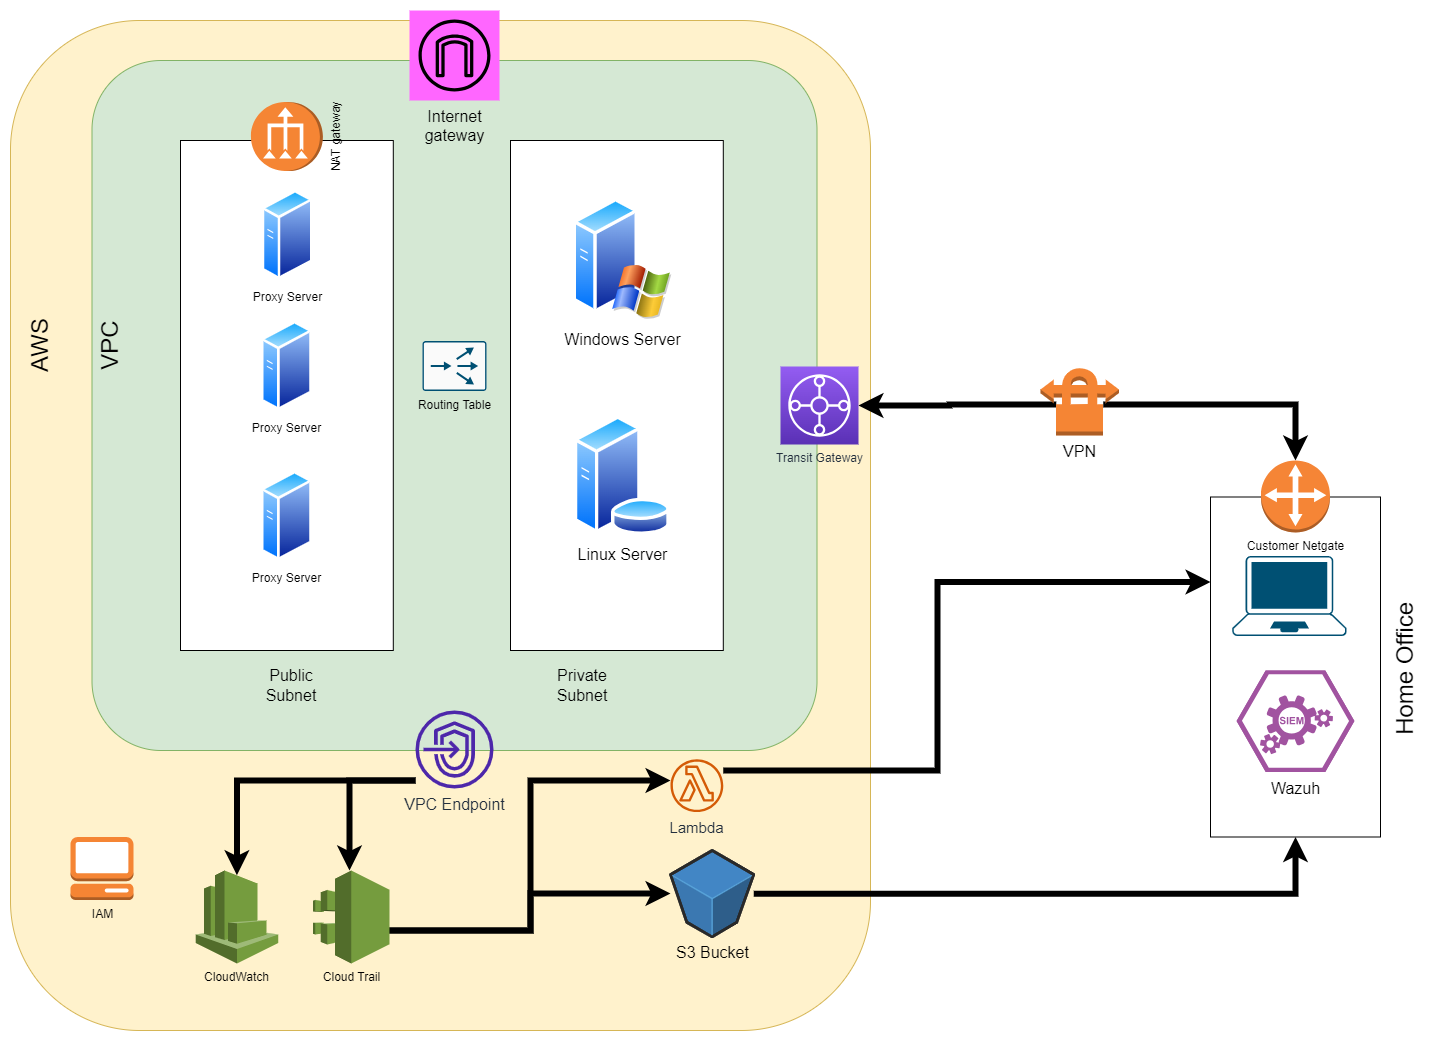 Internet
gateway
NAT gateway
Proxy Server
Proxy Server
Proxy Server
AWS
VPC
Routing Table
Windows Server
Linux Server
Public
Subnet
Private
Subnet
Transit Gateway
VPN
Customer Netgate
SIEM
Wazuh
Home Office
VPC Endpoint
Lambda
IAM
CloudWatch
Cloud Trail
S3 Bucket